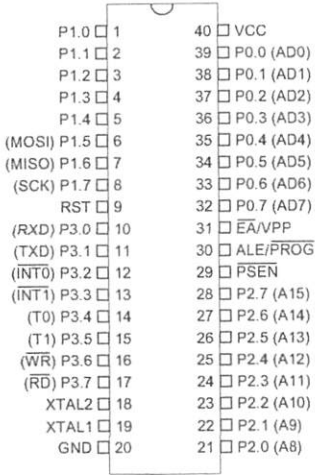 P1.0 1 40 VCC
P1.1 2 39 P0.0 (AD0)
P1.2 3 38 P0.1 (AD1)
P1.3 4 37 P0.2 (AD2)
P1.4 5 36 P0.3 (AD3)
(MOSI) P1.5 6 35 P0.4 (AD4)
(MISO) P1.6 7 34 P0.5 (AD5)
(SCK) P1.7 8 33 P0.6 (AD6)
RST 9 32 P0.7 (AD7)
(RXD) P3.0 10 31 E̅A̅/VPP
(TXD) P3.1 11 30 ALE/P̅R̅O̅G̅
(I̅N̅T̅0̅) P3.2 12 29 P̅S̅E̅N̅
(I̅N̅T̅1̅) P3.3 13 28 P2.7 (A15)
(T0) P3.4 14 27 P2.6 (A14)
(T1) P3.5 15 26 P2.5 (A13)
(W̅R̅) P3.6 16 25 P2.4 (A12)
(R̅D̅) P3.7 17 24 P2.3 (A11)
XTAL2 18 23 P2.2 (A10)
XTAL1 19 22 P2.1 (A9)
GND 20 21 P2.0 (A8)